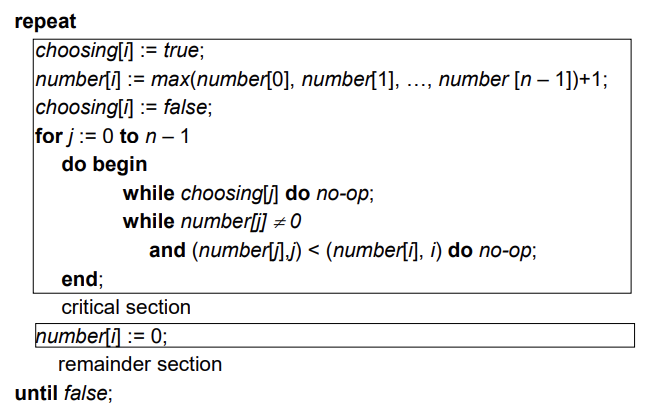 repeat
choosing[i] := true;
number[i] := max(number[0], number[1], …, number [n – 1])+1;
choosing[i] := false;
for j := 0 to n – 1
do begin
while choosing[j] do no-op;
while number[j] ≠ 0
and (number[j],j) < (number[i], i) do no-op;
end;
critical section
number[i] := 0;
remainder section
until false;